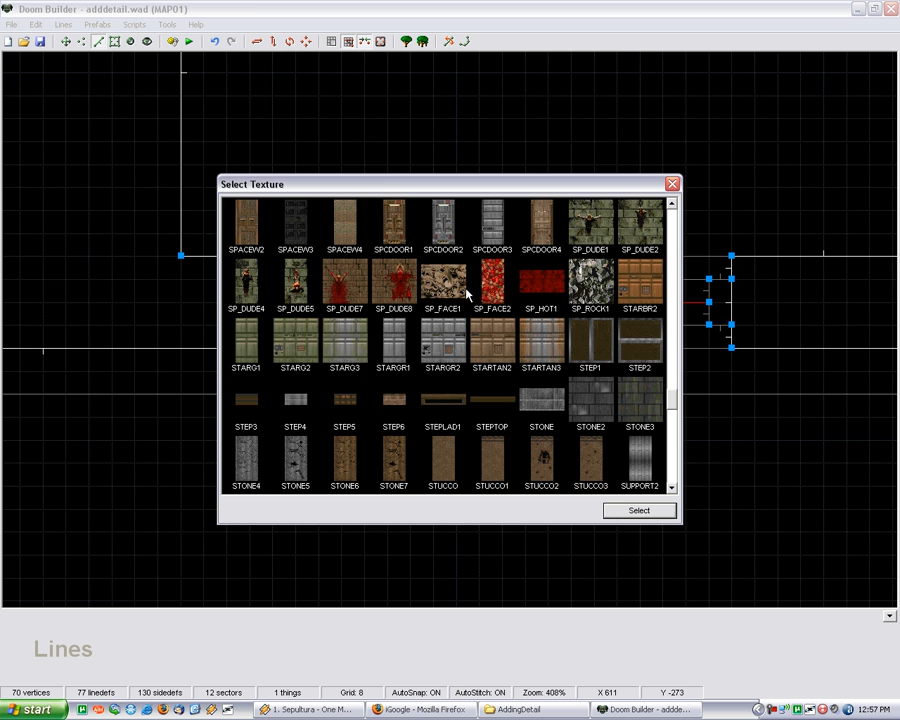 Doom Builder - adddetail.wad (MAP01)
File Edit Lines Prefabs Scripts Tools Help
Select Texture
SPACEW2 SPACEW3 SPACEW4 SPCDOOR1 SPCDOOR2 SPCDOOR3 SPCDOOR4 SP_DUDE1 SP_DUDE2
SP_DUDE4 SP_DUDE5 SP_DUDE7 SP_DUDE8 SP_FACE1 SP_FACE2 SP_HOT1 SP_ROCK1 STARBR2
STARG1 STARG2 STARG3 STARGR1 STARGR2 STARTAN2 STARTAN3 STEP1 STEP2
STEP3 STEP4 STEP5 STEP6 STEPLAD1 STEPTOP STONE STONE2 STONE3
STONE4 STONE5 STONE6 STONE7 STUCCO STUCCO1 STUCCO2 STUCCO3 SUPPORT2
Select
Lines
70 vertices 77 linedefs 130 sidedefs 12 sectors 1 things Grid: 8 AutoSnap: ON AutoStitch: ON Zoom: 408% X 611 Y -273
start 1. Sepultura - One M... iGoogle - Mozilla Firefox AddingDetail Doom Builder - addde... 12:57 PM